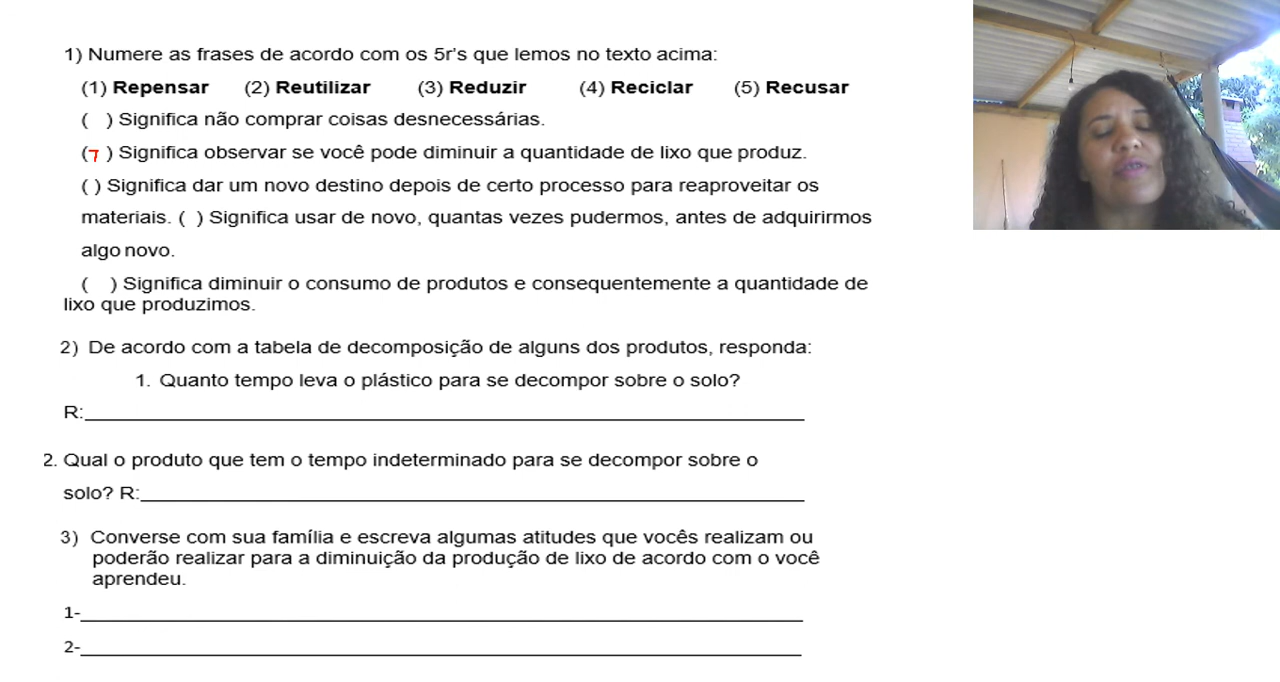 1) Numere as frases de acordo com os 5r's que lemos no texto acima:
(1) Repensar (2) Reutilizar (3) Reduzir (4) Reciclar (5) Recusar
( ) Significa não comprar coisas desnecessárias.
(7 ) Significa observar se você pode diminuir a quantidade de lixo que produz.
( ) Significa dar um novo destino depois de certo processo para reaproveitar os
materiais. ( ) Significa usar de novo, quantas vezes pudermos, antes de adquirirmos
algo novo.
( ) Significa diminuir o consumo de produtos e consequentemente a quantidade de
lixo que produzimos.
2) De acordo com a tabela de decomposição de alguns dos produtos, responda:
1. Quanto tempo leva o plástico para se decompor sobre o solo?
R:
2. Qual o produto que tem o tempo indeterminado para se decompor sobre o
solo? R:
3) Converse com sua família e escreva algumas atitudes que vocês realizam ou
poderão realizar para a diminuição da produção de lixo de acordo com o você
aprendeu.
1-
2-